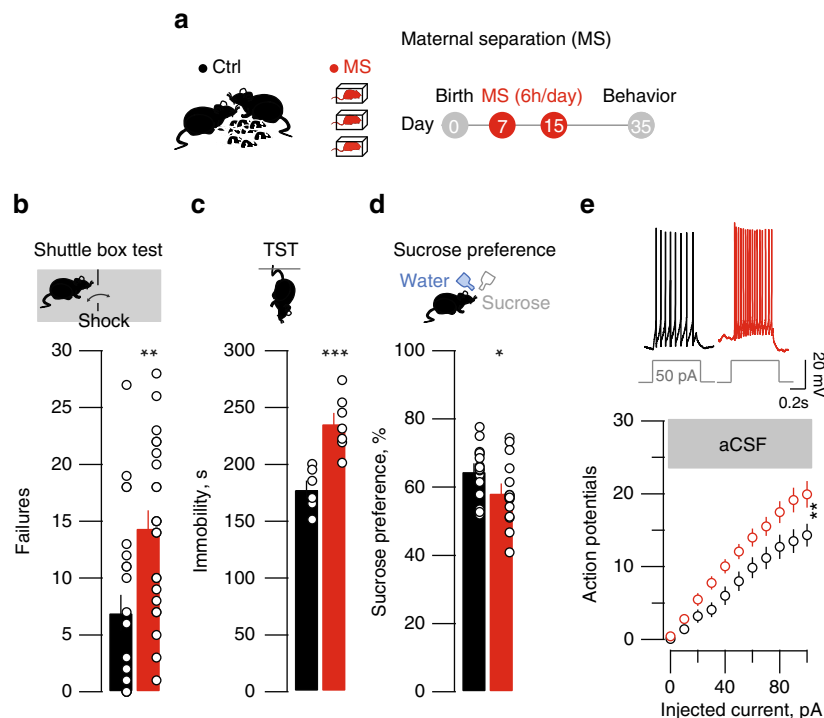 a
Maternal separation (MS)
Ctrl
MS
Birth MS (6h/day) Behavior
Day 0 7 15 35
b
Shuttle box test
Shock
30
25
20
15
10
5
0
Failures
**
c
TST
300
250
200
150
100
50
0
Immobility, s
***
d
Sucrose preference
Water
Sucrose
100
80
60
40
20
0
Sucrose preference, %
*
e
50 pA
20 mV
0.2s
aCSF
30
20
10
0
Action potentials
**
0 40 80
Injected current, pA